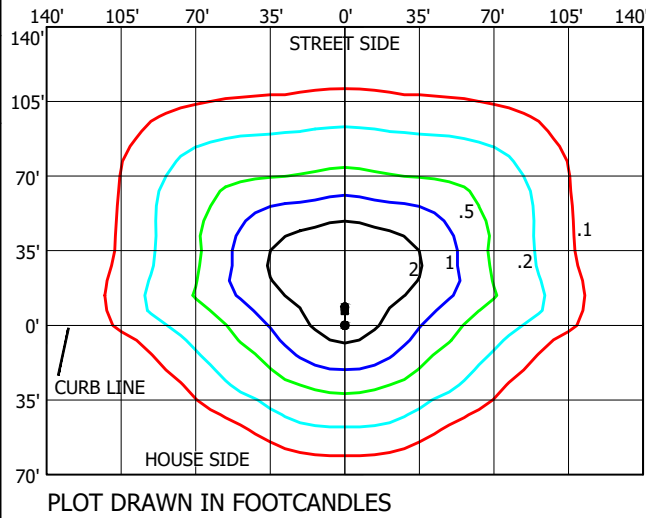 140' 105' 70' 35' 0' 35' 70' 105' 140'
140'
STREET SIDE
105'
70'
.5
.1
35'
2 1 .2
0'
CURB LINE
35'
HOUSE SIDE
70'
PLOT DRAWN IN FOOTCANDLES